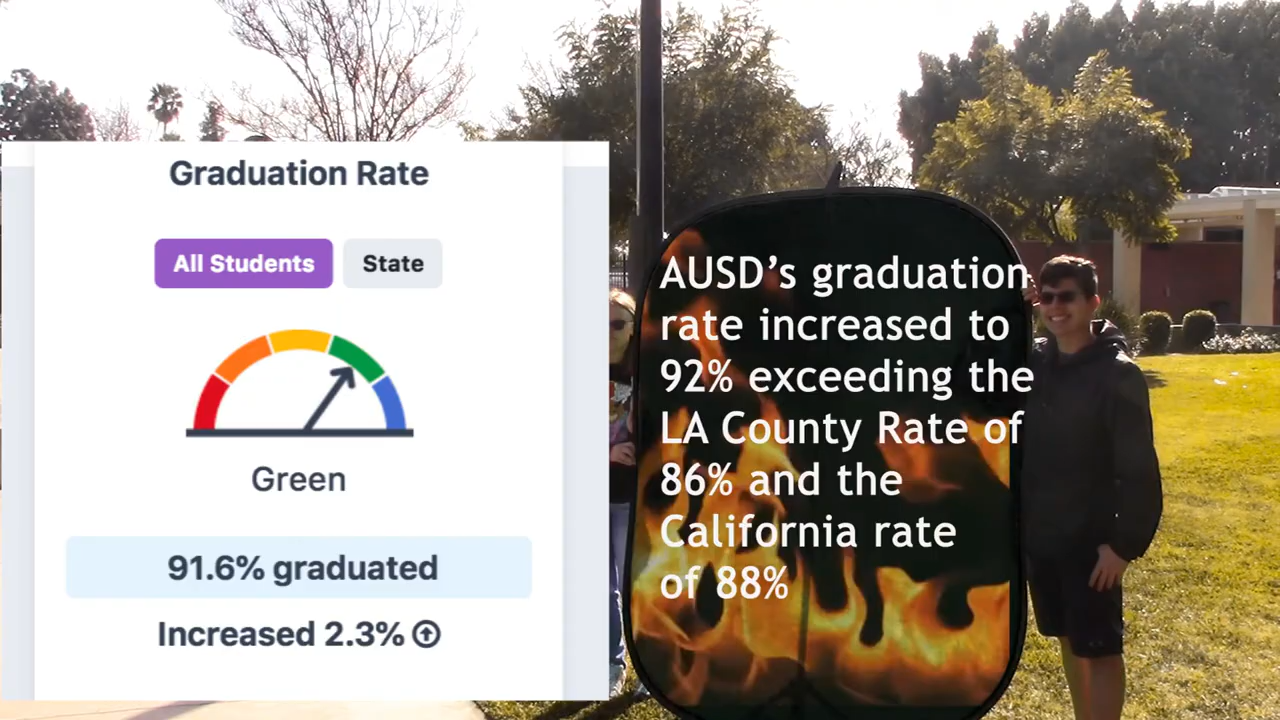 Graduation Rate
All Students
State
Green
91.6% graduated
Increased 2.3%
AUSD's graduation
rate increased to
92% exceeding the
LA County Rate of
86% and the
California rate
of 88%